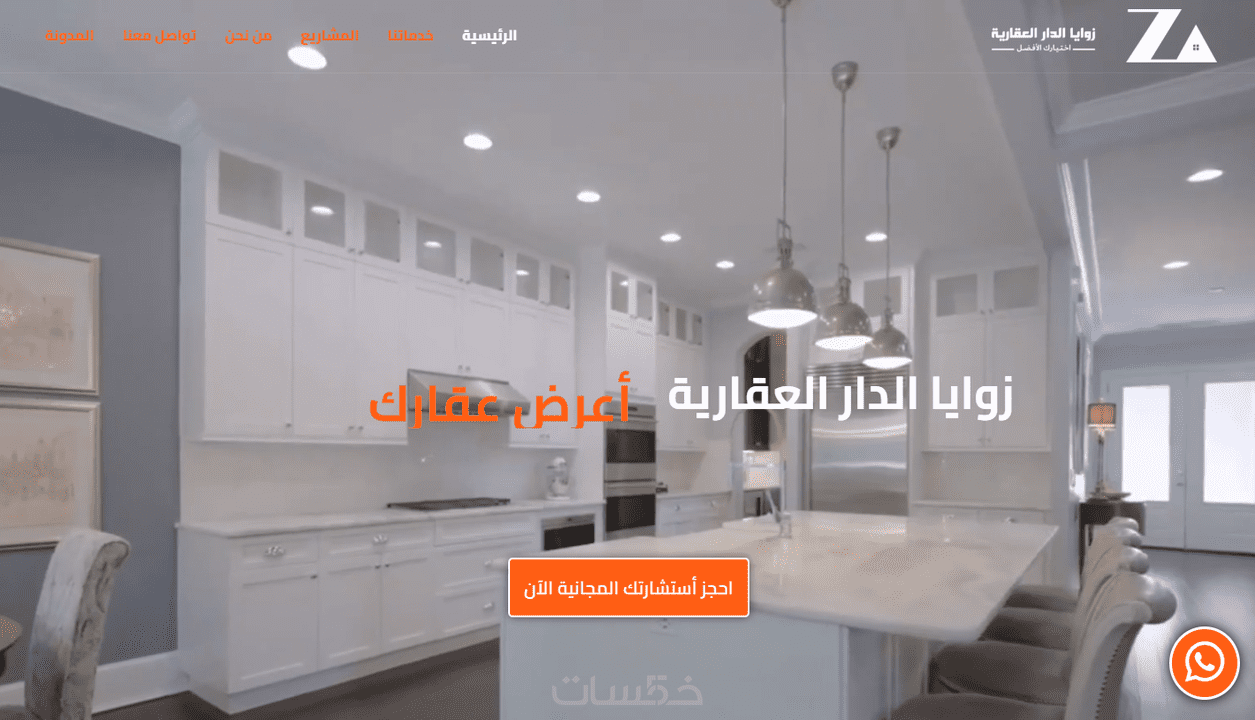 زوايا الدار العقارية
اختيارك الأفضل
الرئيسية
خدماتنا
المشاريع
من نحن
تواصل معنا
المدونة
زوايا الدار العقارية أعرض عقارك
احجز أستشارتك المجانية الآن
خمسات